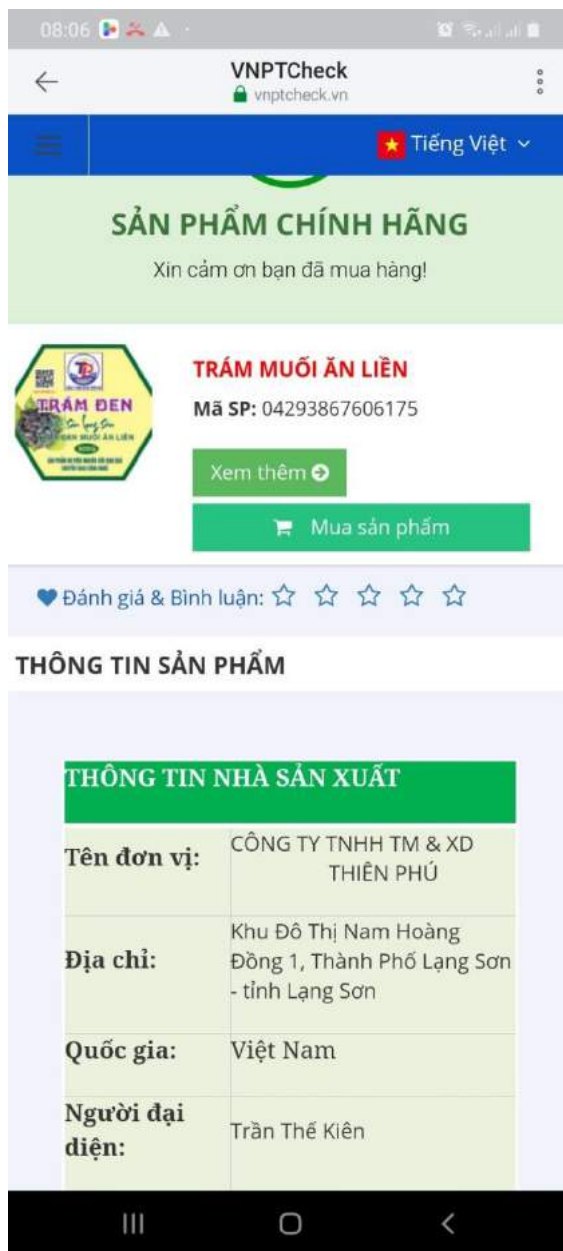 08:06
VNPTCheck
vnptcheck.vn
Tiếng Việt
SẢN PHẨM CHÍNH HÃNG
Xin cảm ơn bạn đã mua hàng!
TRÁM ĐEN
TRÁM MUỐI ĂN LIỀN
Mã SP: 04293867606175
Xem thêm
Mua sản phẩm
Đánh giá & Bình luận:
THÔNG TIN SẢN PHẨM
THÔNG TIN NHÀ SẢN XUẤT
Tên đơn vị:
CÔNG TY TNHH TM & XD
THIÊN PHÚ
Địa chỉ:
Khu Đô Thị Nam Hoàng
Đồng 1, Thành Phố Lạng Sơn
- tỉnh Lạng Sơn
Quốc gia:
Việt Nam
Người đại
diện:
Trần Thế Kiên